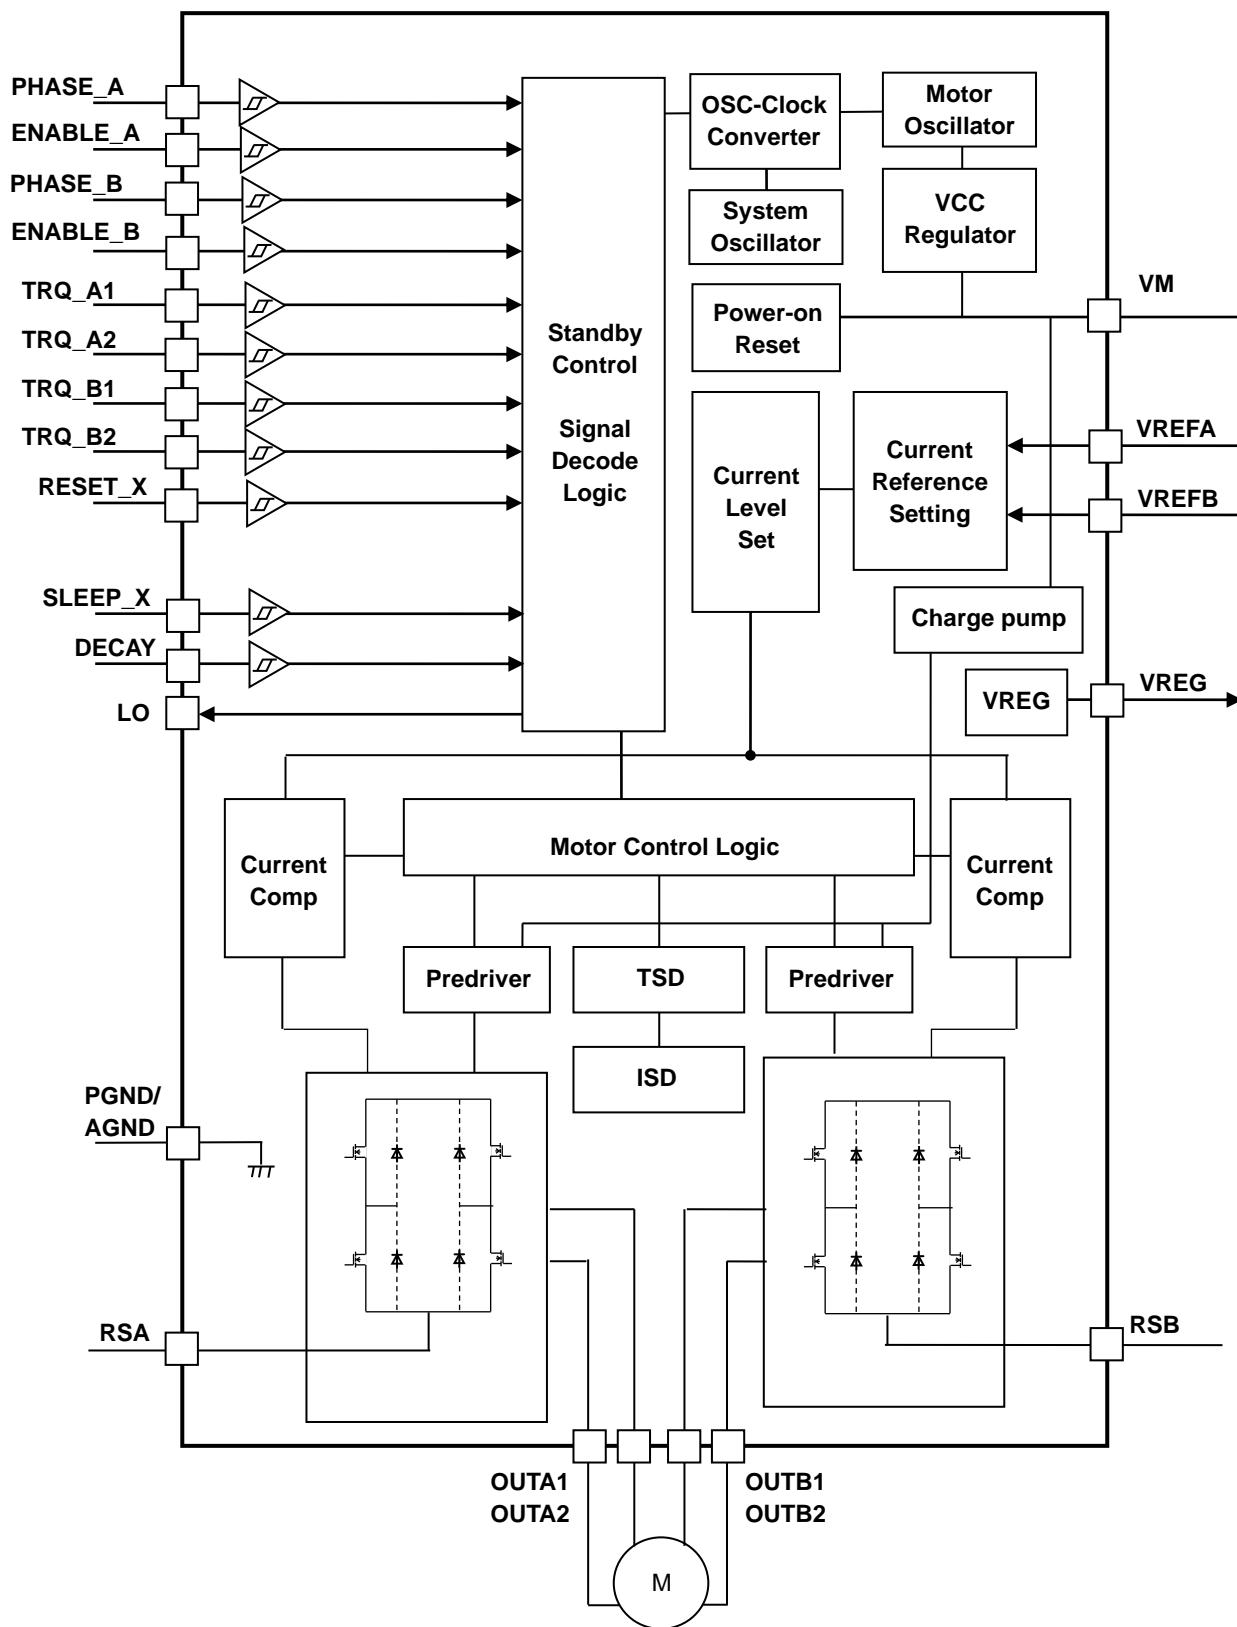 PHASE_A
ENABLE_A
PHASE_B
ENABLE_B
TRQ_A1
TRQ_A2
TRQ_B1
TRQ_B2
RESET_X
SLEEP_X
DECAY
LO
Standby
Control
Signal
Decode
Logic
OSC-Clock
Converter
Motor
Oscillator
System
Oscillator
VCC
Regulator
Power-on
Reset
VM
Current
Level
Set
Current
Reference
Setting
VREFA
VREFB
Charge pump
VREG
VREG
Current
Comp
Motor Control Logic
Current
Comp
Predriver
TSD
Predriver
ISD
PGND/
AGND
RSA
RSB
OUTA1
OUTA2
OUTB1
OUTB2
M